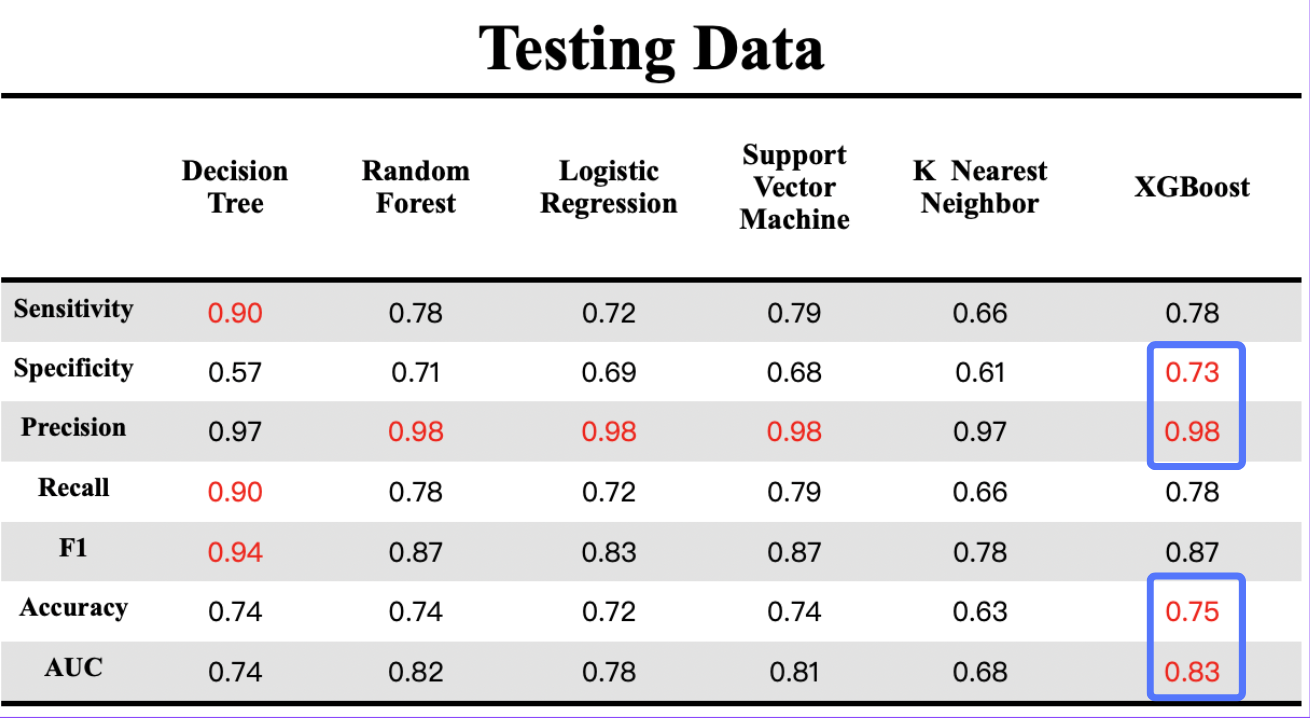 Testing Data
Decision Tree Random Forest Logistic Regression Support Vector Machine K Nearest Neighbor XGBoost
Sensitivity 0.90 0.78 0.72 0.79 0.66 0.78
Specificity 0.57 0.71 0.69 0.68 0.61 0.73
Precision 0.97 0.98 0.98 0.98 0.97 0.98
Recall 0.90 0.78 0.72 0.79 0.66 0.78
F1 0.94 0.87 0.83 0.87 0.78 0.87
Accuracy 0.74 0.74 0.72 0.74 0.63 0.75
AUC 0.74 0.82 0.78 0.81 0.68 0.83